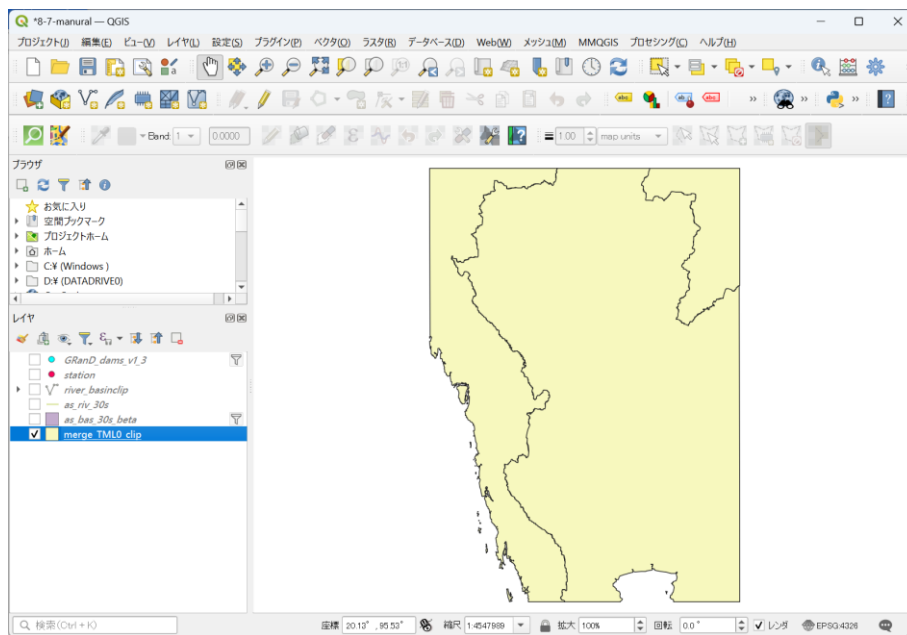 *8-7-manural — QGIS
プロジェクト(J) 編集(E) ビュー(V) レイヤ(L) 設定(S) プラグイン(P) ベクタ(O) ラスタ(R) データベース(D) Web(W) メッシュ(M) MMQGIS プロセシング(C) ヘルプ(H)
abc abc abc » » »
Band: 1 0.0000 1.00 map units
ブラウザ
お気に入り
空間ブックマーク
プロジェクトホーム
ホーム
C:¥ (Windows )
D:¥ (DATADRIVE0)
レイヤ
GRanD_dams_v1_3
station
river_basinclip
as_riv_30s
as_bas_30s_beta
merge_TML0_clip
検索(Ctrl + K) 座標 20.13° , 95.53° 縮尺 1:4547989 拡大 100% 回転 0.0 ° レンダ EPSG:4326